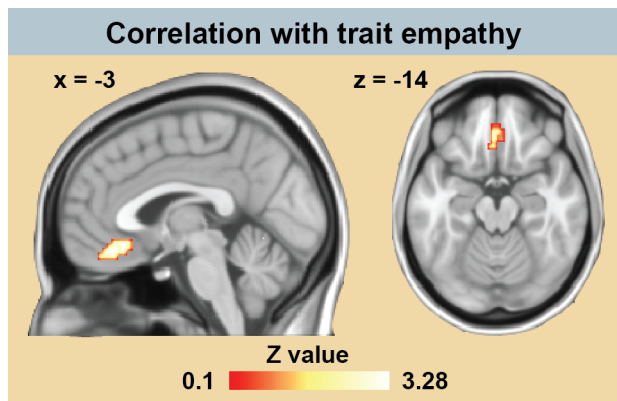 Correlation with trait empathy
x = -3
z = -14
Z value
0.1
3.28